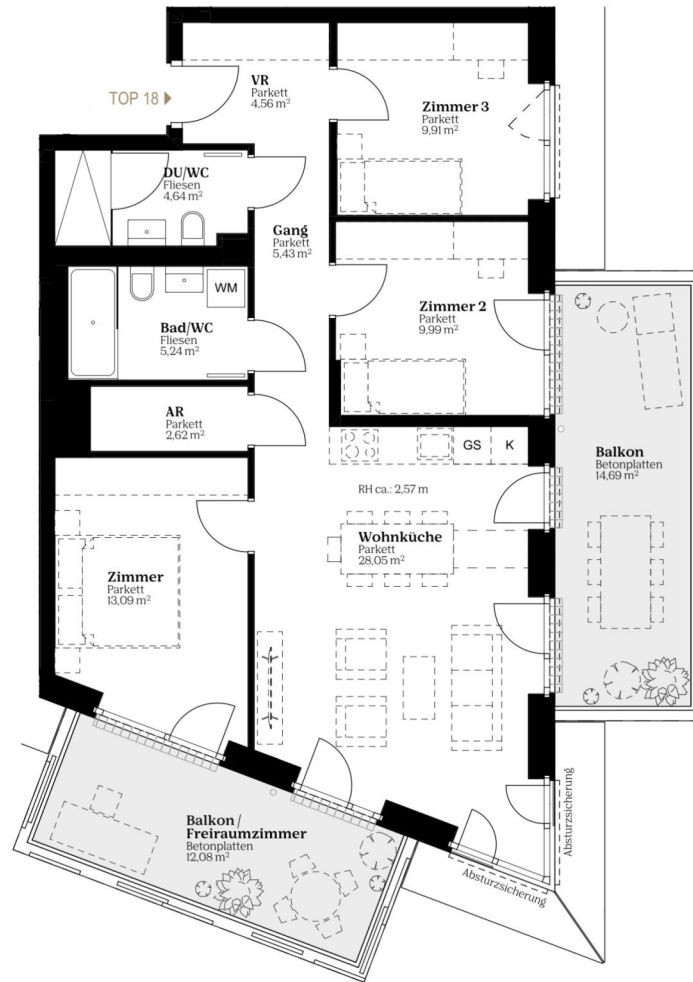 TOP 18
VR
Parkett
4,56 m²
Zimmer 3
Parkett
9,91 m²
DU/WC
Fliesen
4,64 m²
Gang
Parkett
5,43 m²
WM
Zimmer 2
Parkett
9,99 m²
Bad/WC
Fliesen
5,24 m²
AR
Parkett
2,62 m²
GS
K
Balkon
Betonplatten
14,69 m²
RH ca.: 2,57 m
Wohnküche
Parkett
28,05 m²
Zimmer
Parkett
13,09 m²
Balkon/
Freiraumzimmer
Betonplatten
12,08 m²
Absturzsicherung
Absturzsicherung